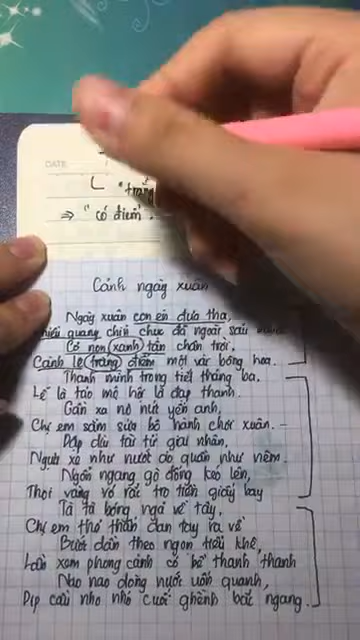 DATE
"trắng
⇒ "cỏ điểm".
Cảnh ngày xuân
Ngày xuân con én đưa thoa,
Thiều quang chín chục đã ngoài sáu
Cỏ non (xanh) tận chân trời,
Cành lê (trắng) điểm một vài bông hoa.
Thanh minh trong tiết tháng ba.
Lễ là tảo mộ hội là đạp thanh.
Gần xa nô nức yến anh,
Chị em sắm sửa bộ hành chơi xuân.
Dập dìu tài tử giai nhân,
Ngựa xe như nước áo quần như nêm.
Ngổn ngang gò đống kéo lên,
Thoi vàng vó rắc tro tiền giấy bay
Tà tà bóng ngả về tây,
Chị em thơ thẩn dan tay ra về
Bước dần theo ngọn tiểu khê,
Lần xem phong cảnh có bề thanh thanh
Nao nao dòng nước uốn quanh,
Dịp cầu nho nhỏ cuối ghềnh bắc ngang.